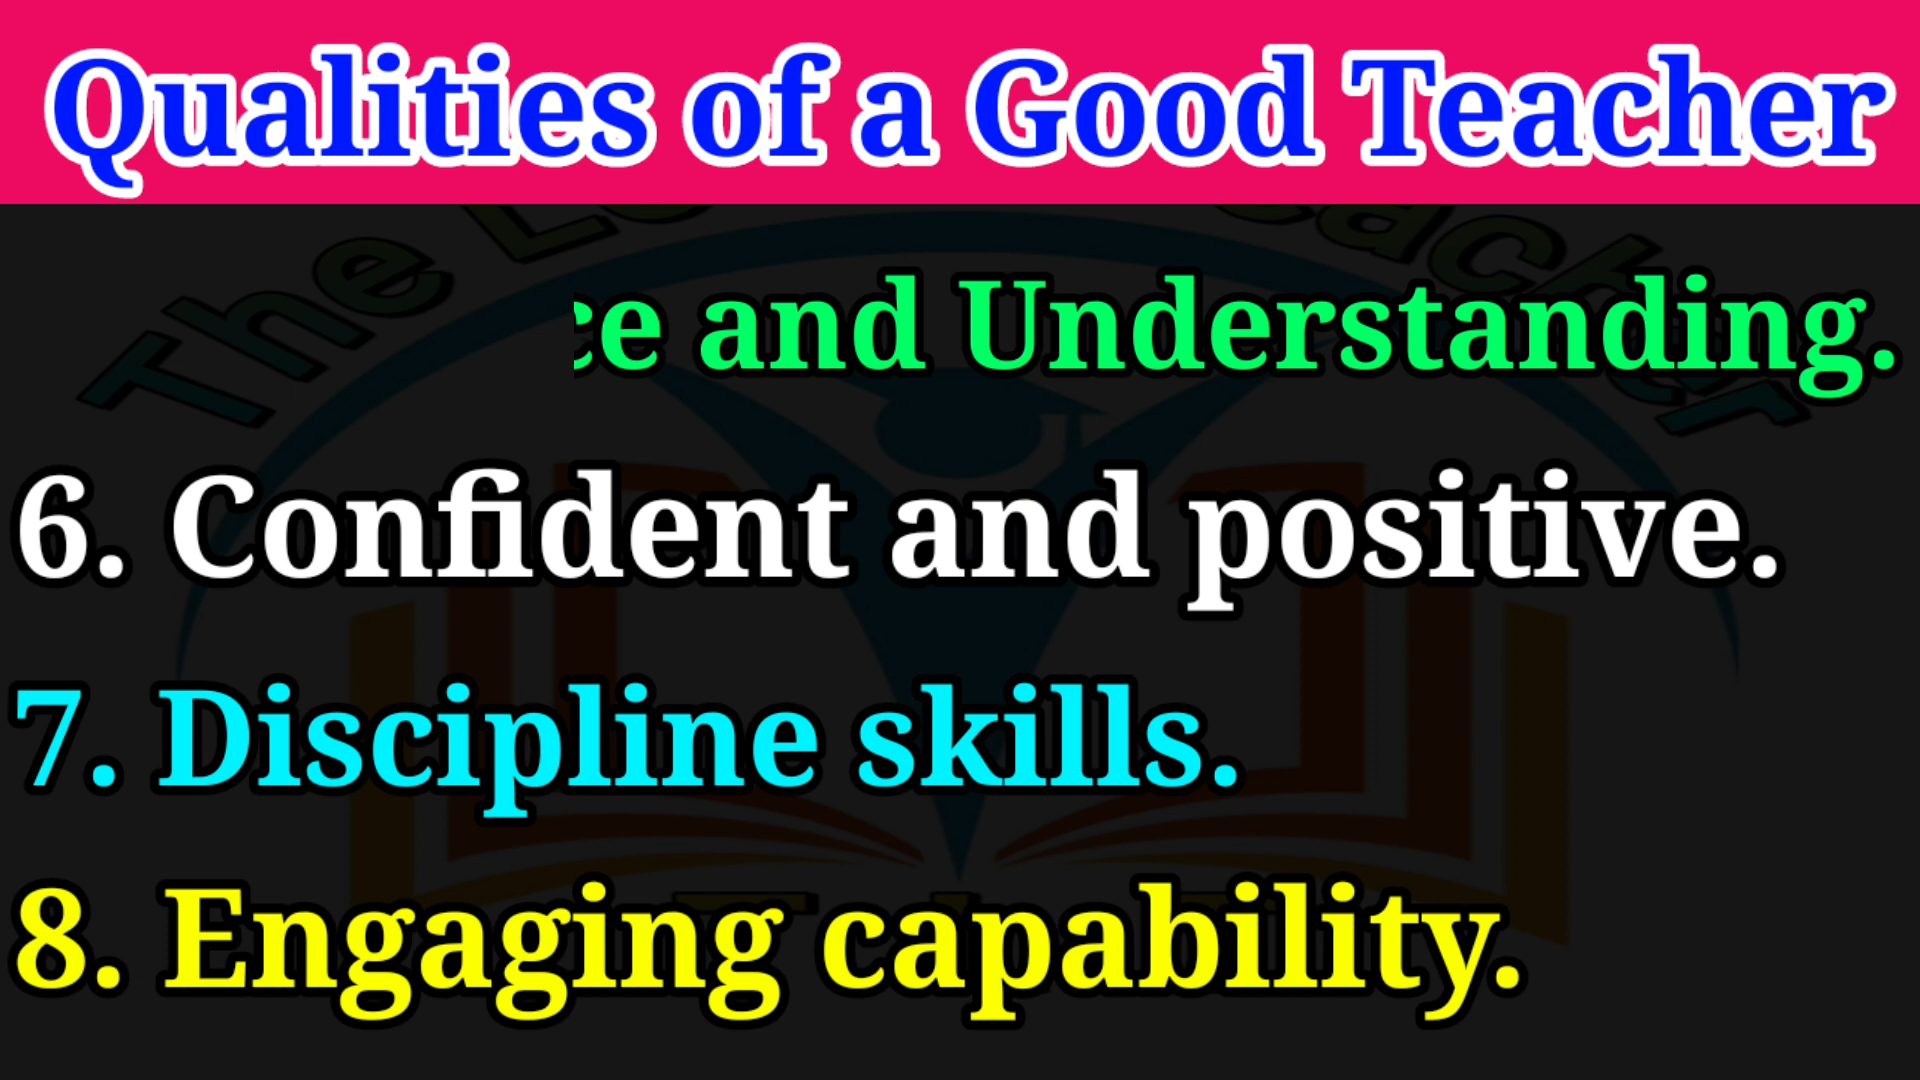 Qualities of a Good Teacher
and Understanding.
6. Confident and positive.
7. Discipline skills.
8. Engaging capability.